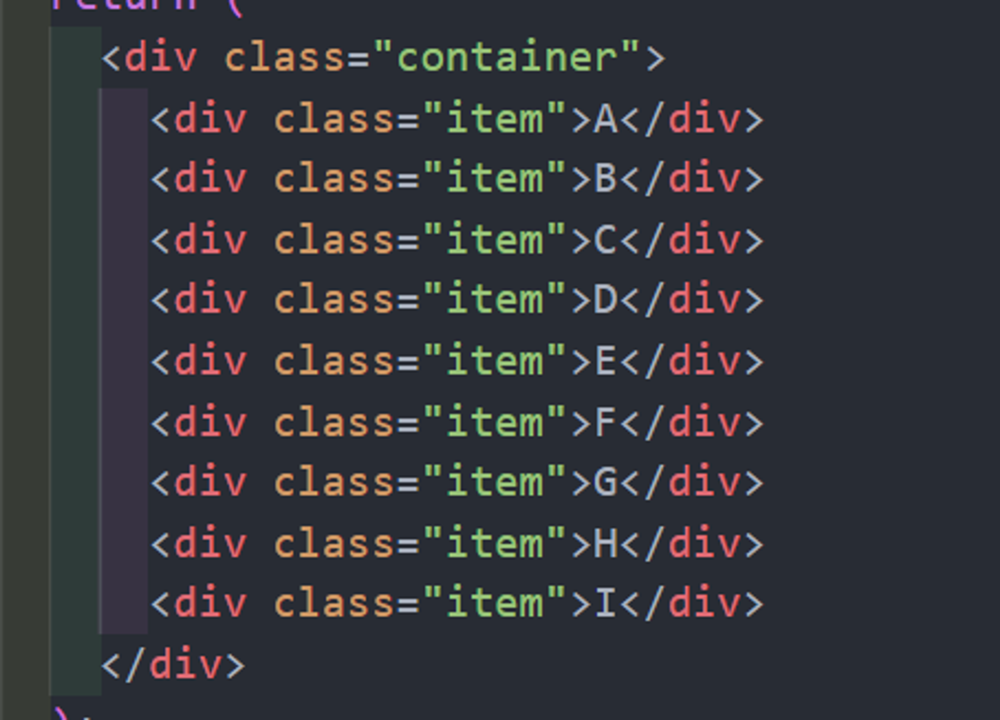 return (
<div class="container">
<div class="item">A</div>
<div class="item">B</div>
<div class="item">C</div>
<div class="item">D</div>
<div class="item">E</div>
<div class="item">F</div>
<div class="item">G</div>
<div class="item">H</div>
<div class="item">I</div>
</div>
);